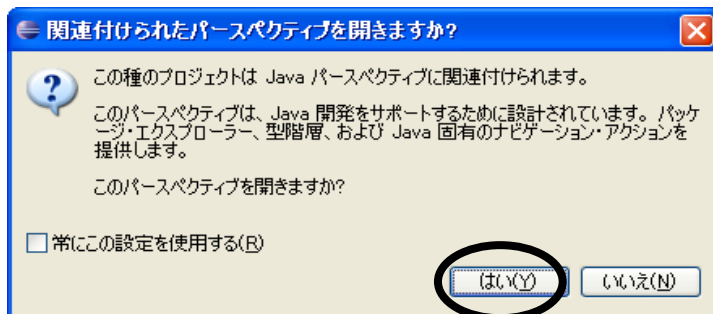 関連付けられたパースペクティブを開きますか?
この種のプロジェクトは Java パースペクティブに関連付けられます。
このパースペクティブは、Java 開発をサポートするために設計されています。パッケ
ージ・エクスプローラー、型階層、および Java 固有のナビゲーション・アクションを
提供します。
このパースペクティブを開きますか?
常にこの設定を使用する(R)
はい(Y) いいえ(N)